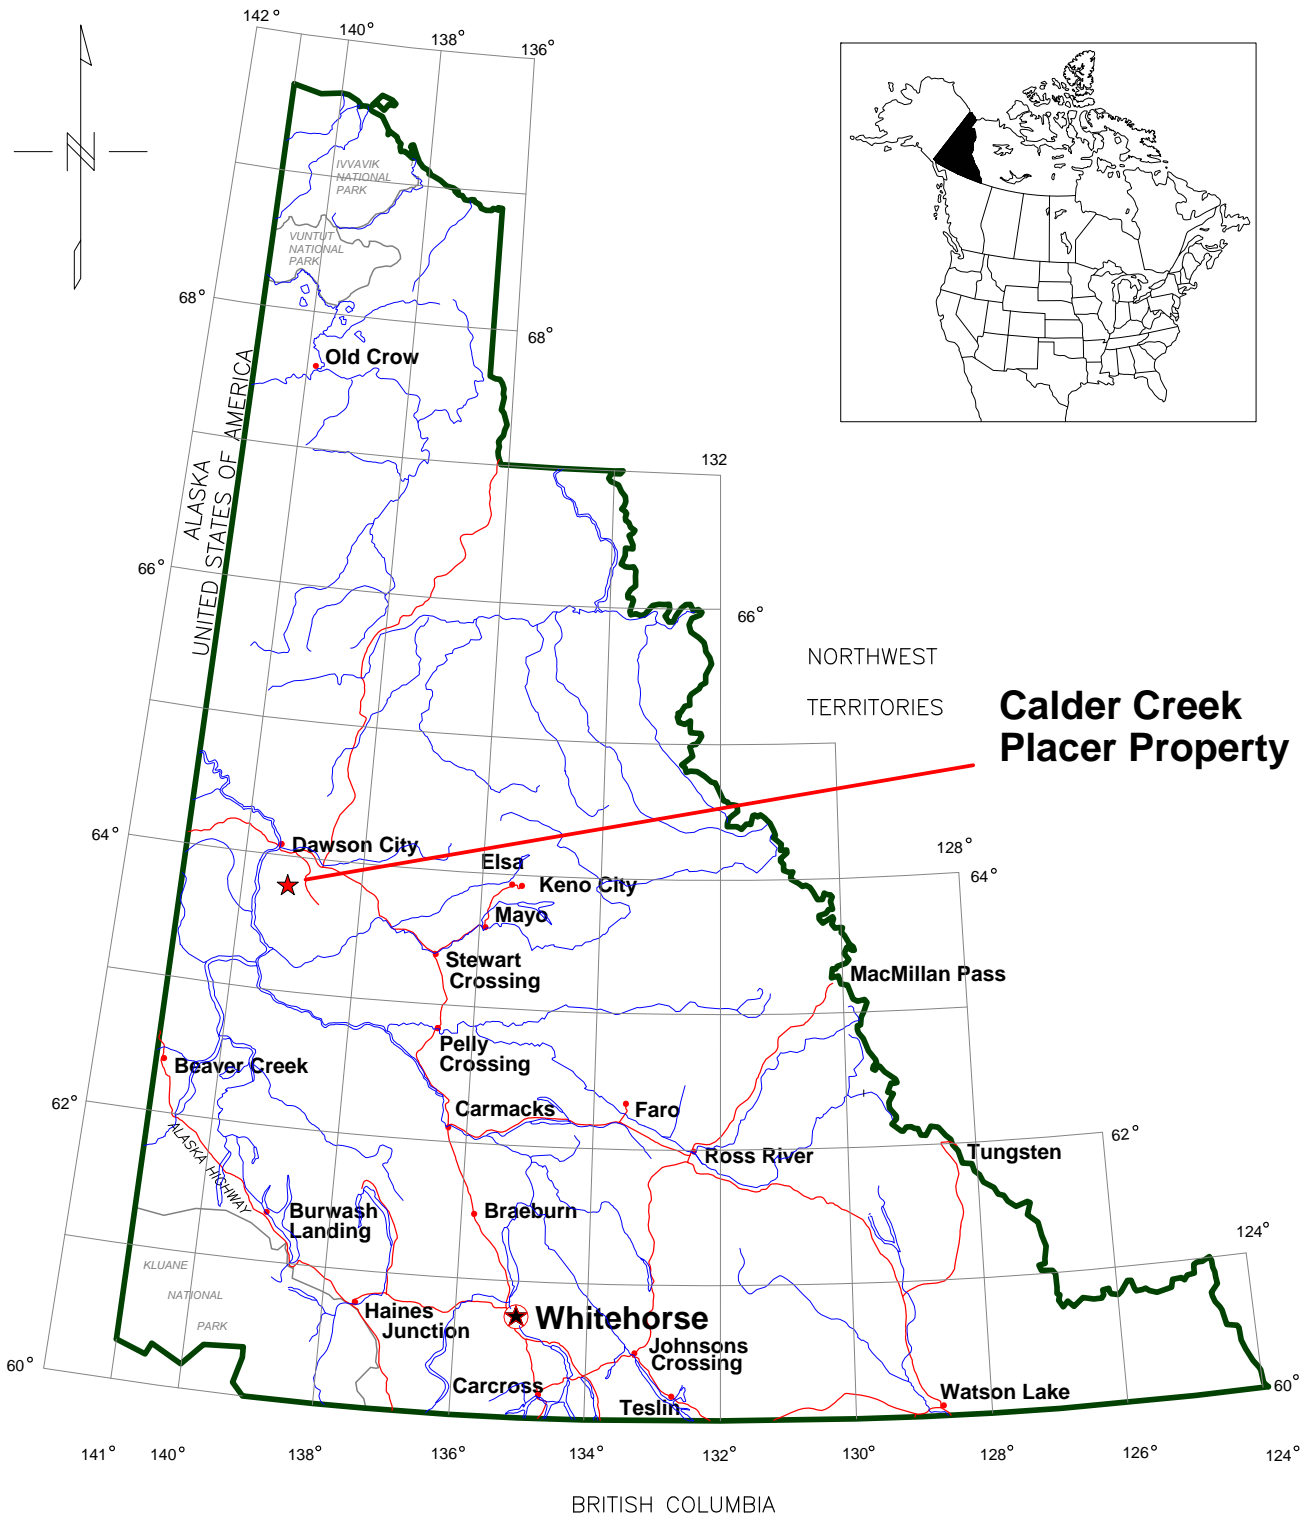 142°
140°
138°
136°
N
IVVAVIK
NATIONAL
PARK
VUNTUT
NATIONAL
PARK
68°
68°
Old Crow
ALASKA
UNITED STATES OF AMERICA
132
66°
66°
NORTHWEST
TERRITORIES
Calder Creek
Placer Property
64°
Dawson City
128°
64°
Elsa
Keno City
Mayo
Stewart
Crossing
MacMillan Pass
Pelly
Crossing
Beaver Creek
62°
Carmacks
Faro
62°
ALASKA HIGHWAY
Ross River
Tungsten
Burwash
Landing
Braeburn
124°
KLUANE
NATIONAL
PARK
Haines
Junction
Whitehorse
Johnsons
Crossing
60°
Carcross
Teslin
Watson Lake
60°
141°
140°
138°
136°
134°
132°
130°
128°
126°
124°
BRITISH COLUMBIA